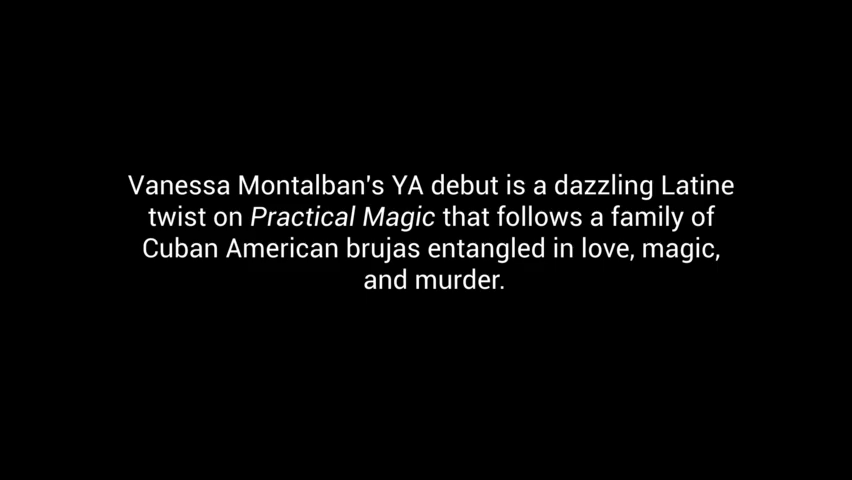 Vanessa Montalban's YA debut is a dazzling Latine
twist on Practical Magic that follows a family of
Cuban American brujas entangled in love, magic,
and murder.